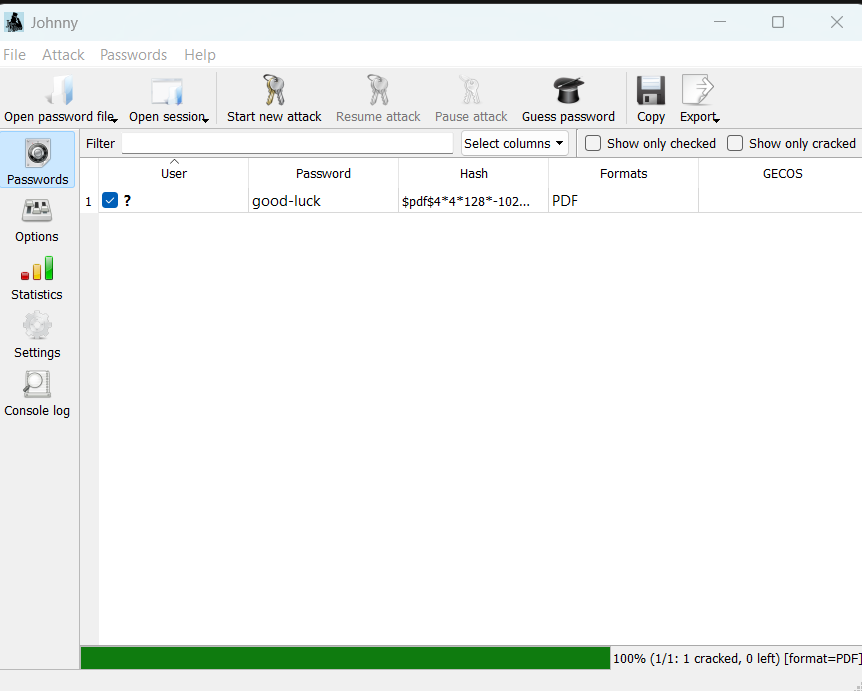 Johnny
File Attack Passwords Help
Open password file Open session Start new attack Resume attack Pause attack Guess password Copy Export
Passwords
Options
Statistics
Settings
Console log
Filter Select columns Show only checked Show only cracked
User Password Hash Formats GECOS
1 ? good-luck $pdf$4*4*128*-102... PDF
100% (1/1: 1 cracked, 0 left) [format=PDF]